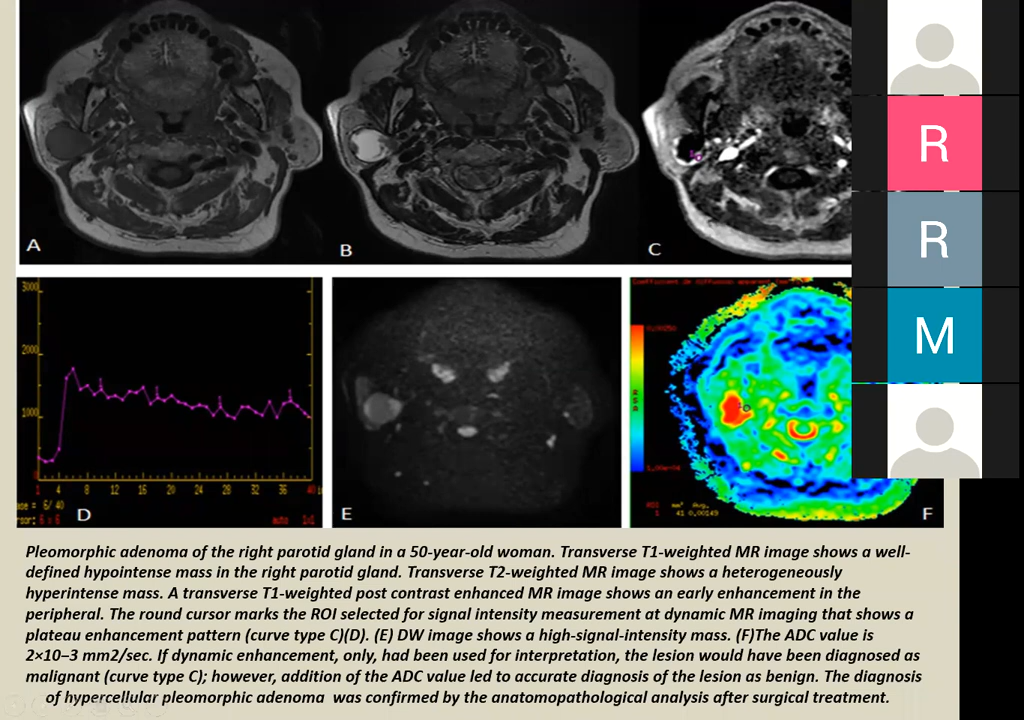 A
B
C
R
R
M
3000
2000
1000
0
1 4 8 12 16 20 24 28 32 36 40
6/40
auto
D
E
F
Pleomorphic adenoma of the right parotid gland in a 50-year-old woman. Transverse T1-weighted MR image shows a well-
defined hypointense mass in the right parotid gland. Transverse T2-weighted MR image shows a heterogeneously
hyperintense mass. A transverse T1-weighted post contrast enhanced MR image shows an early enhancement in the
peripheral. The round cursor marks the ROI selected for signal intensity measurement at dynamic MR imaging that shows a
plateau enhancement pattern (curve type C)(D). (E) DW image shows a high-signal-intensity mass. (F)The ADC value is
2×10–3 mm2/sec. If dynamic enhancement, only, had been used for interpretation, the lesion would have been diagnosed as
malignant (curve type C); however, addition of the ADC value led to accurate diagnosis of the lesion as benign. The diagnosis
of hypercellular pleomorphic adenoma was confirmed by the anatomopathological analysis after surgical treatment.